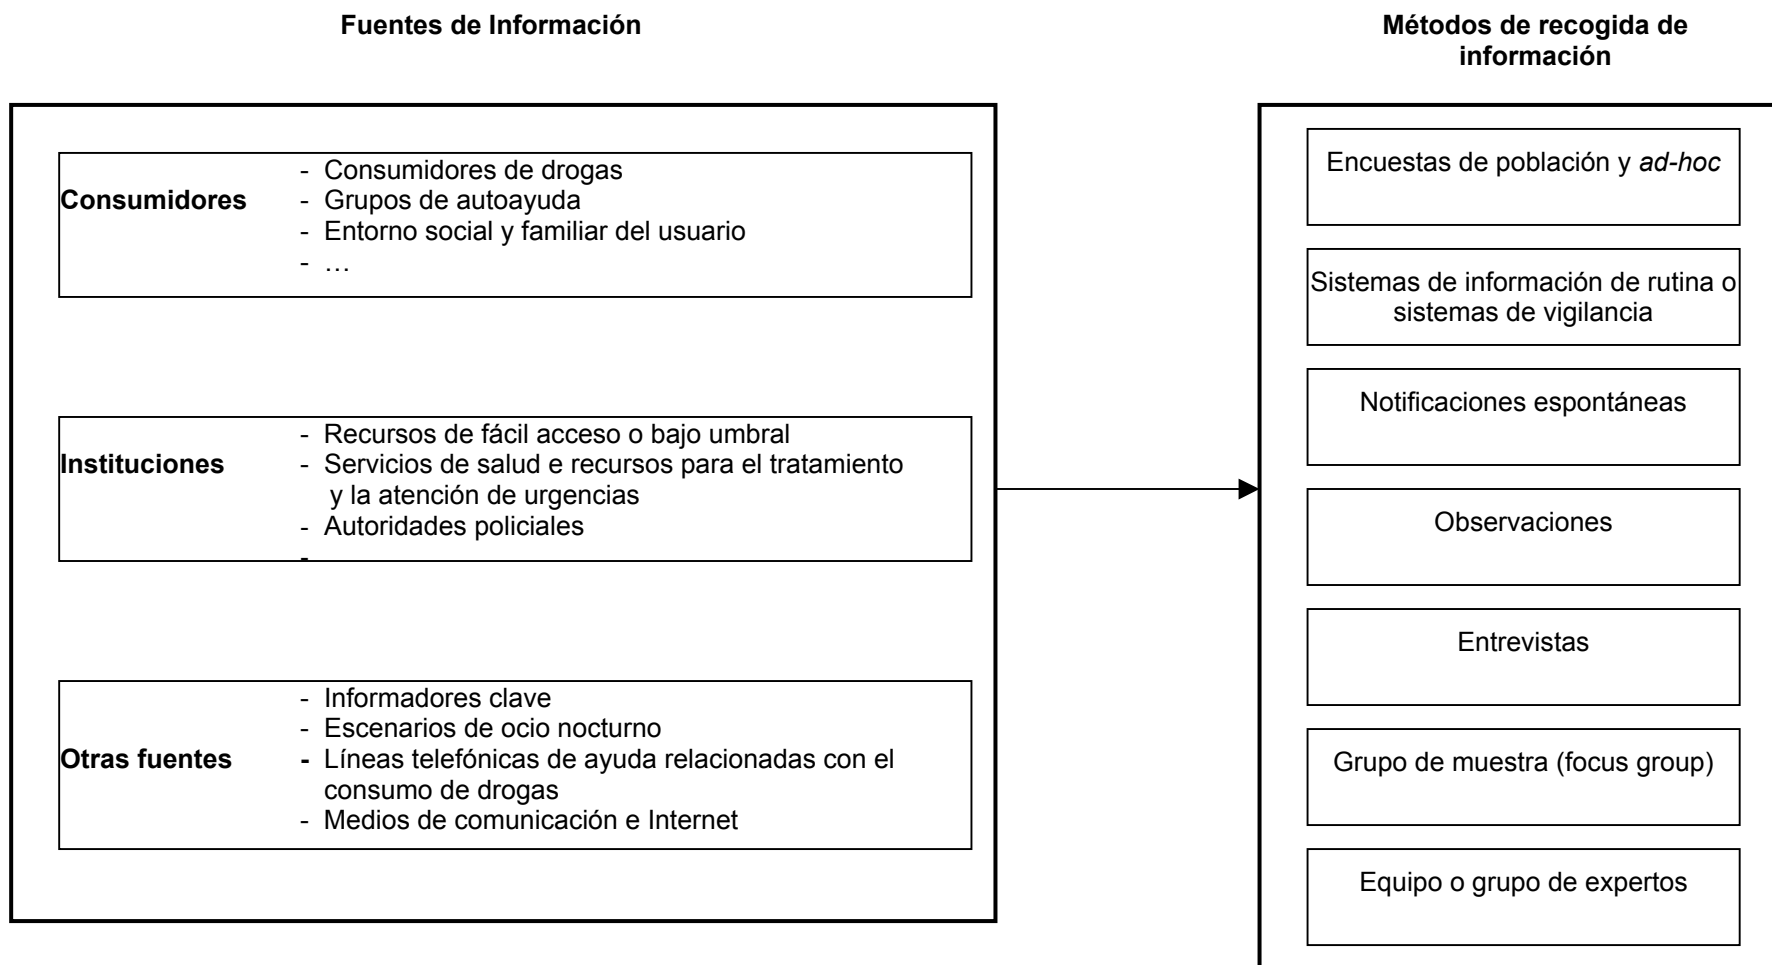 Fuentes de Información
Consumidores
- Consumidores de drogas
- Grupos de autoayuda
- Entorno social y familiar del usuario
- …
Instituciones
- Recursos de fácil acceso o bajo umbral
- Servicios de salud e recursos para el tratamiento
y la atención de urgencias
- Autoridades policiales
-
Otras fuentes
- Informadores clave
- Escenarios de ocio nocturno
- Líneas telefónicas de ayuda relacionadas con el
consumo de drogas
- Medios de comunicación e Internet
Métodos de recogida de
información
Encuestas de población y ad-hoc
Sistemas de información de rutina o
sistemas de vigilancia
Notificaciones espontáneas
Observaciones
Entrevistas
Grupo de muestra (focus group)
Equipo o grupo de expertos